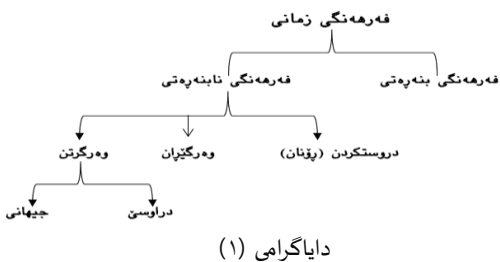 فەرهەنگی زمانی
فەرهەنگی بنەڕەتی فەرهەنگی نابنەڕەتی
دروستکردن (ڕۆنان) وەرگێڕان وەرگرتن
دراوسێ جیهانی
دایاگرامی (١)